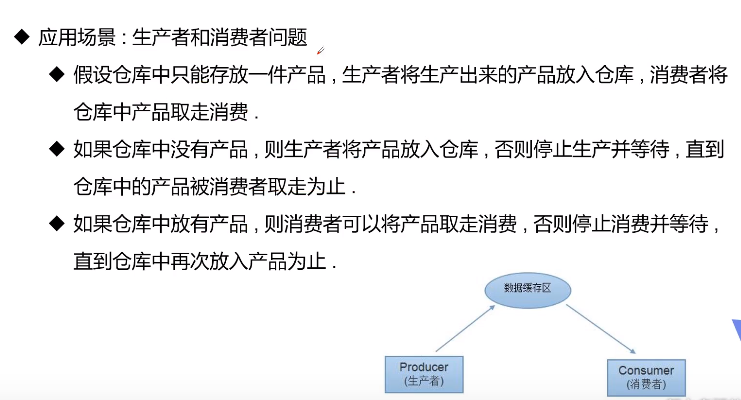 ◆ 应用场景 : 生产者和消费者问题
◆ 假设仓库中只能存放一件产品 , 生产者将生产出来的产品放入仓库 , 消费者将
仓库中产品取走消费 .
◆ 如果仓库中没有产品 , 则生产者将产品放入仓库 , 否则停止生产并等待 , 直到
仓库中的产品被消费者取走为止 .
◆ 如果仓库中放有产品 , 则消费者可以将产品取走消费 , 否则停止消费并等待 ,
直到仓库中再次放入产品为止 .
数据缓存区
Producer
(生产者)
Consumer
(消费者)